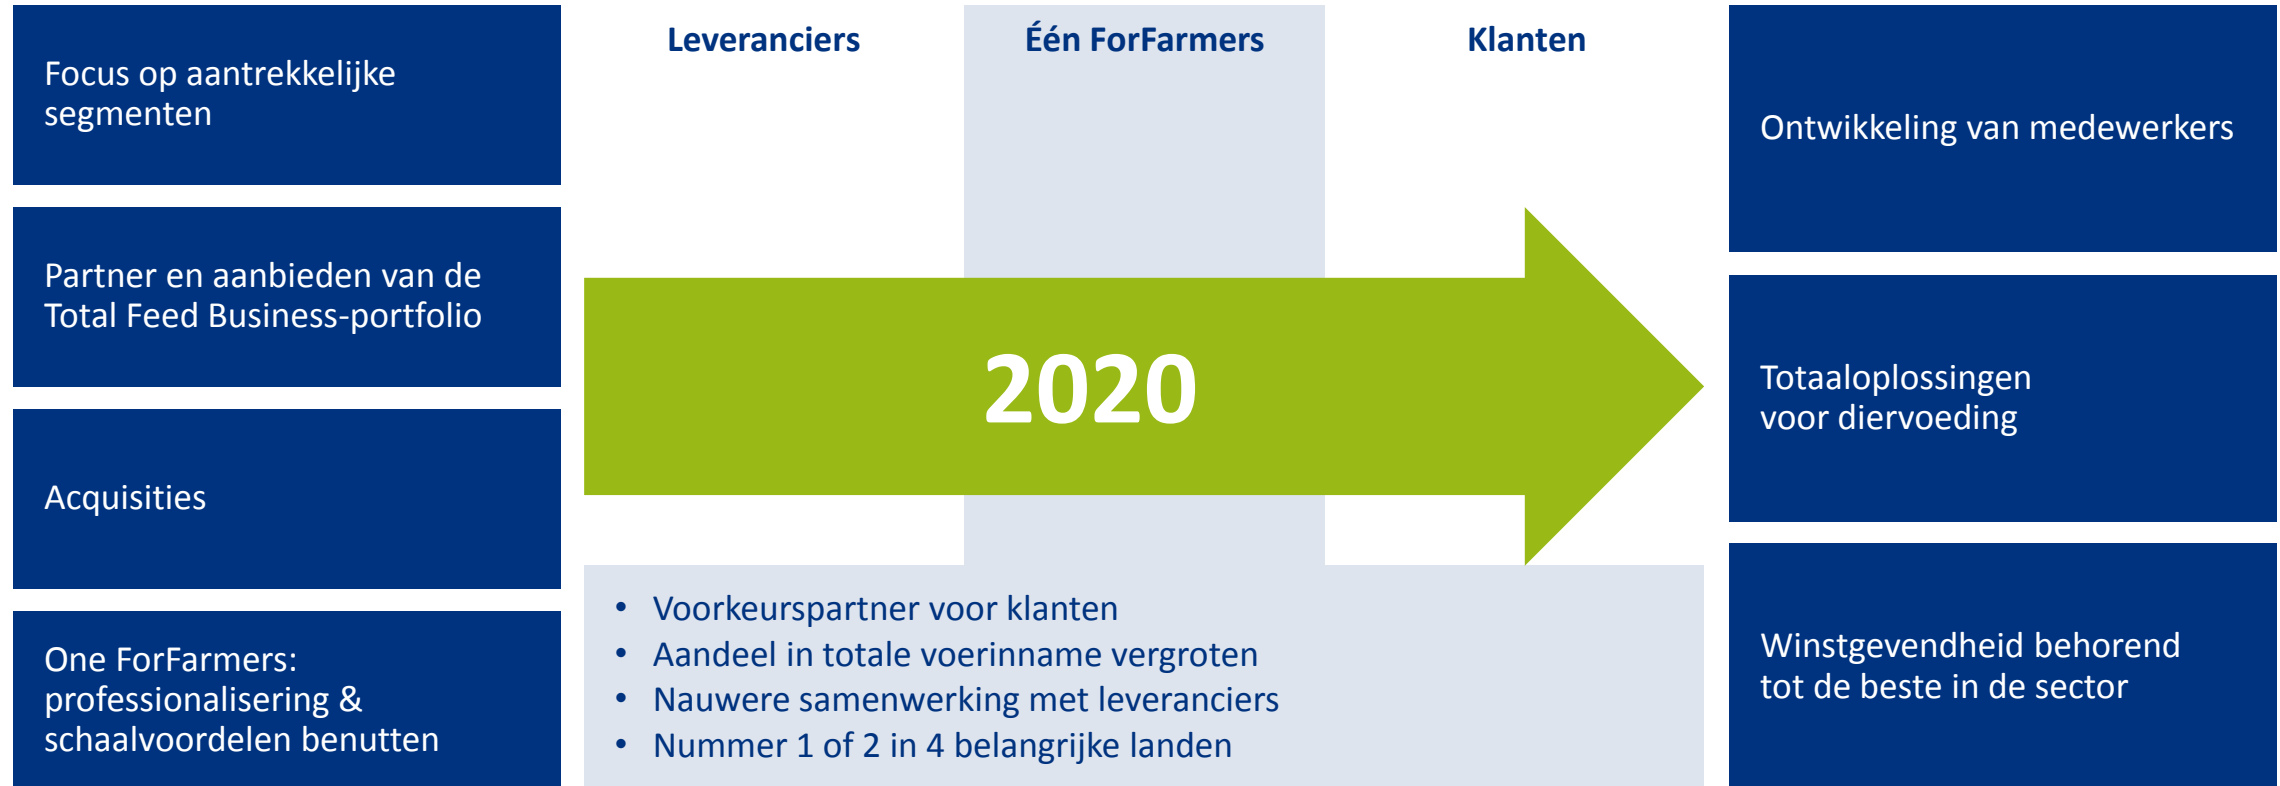 Focus op aantrekkelijke
segmenten
Partner en aanbieden van de
Total Feed Business-portfolio
Acquisities
One ForFarmers:
professionalisering &
schaalvoordelen benutten
Leveranciers
Één ForFarmers
Klanten
2020
• Voorkeurspartner voor klanten
• Aandeel in totale voerinname vergroten
• Nauwere samenwerking met leveranciers
• Nummer 1 of 2 in 4 belangrijke landen
Ontwikkeling van medewerkers
Totaaloplossingen
voor diervoeding
Winstgevendheid behorend
tot de beste in de sector